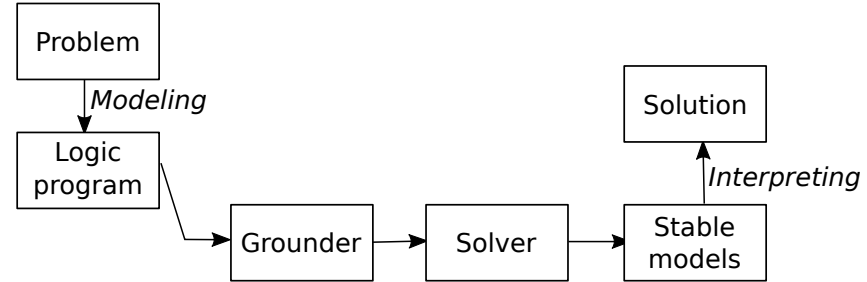 Problem
Modeling
Logic
program
Grounder
Solver
Stable
models
Interpreting
Solution